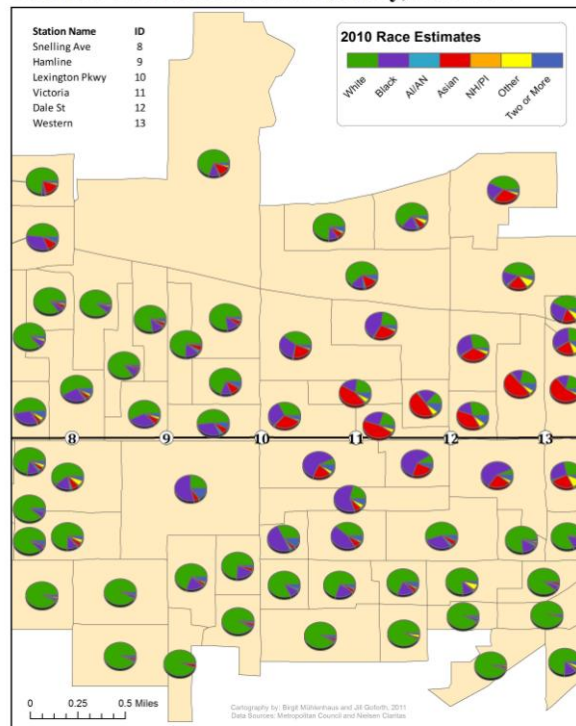 Station Name ID
Snelling Ave 8
Hamline 9
Lexington Pkwy 10
Victoria 11
Dale St 12
Western 13
2010 Race Estimates
White
Black
AI/AN
Asian
NH/PI
Other
Two or More
8 9 10 11 12 13
0 0.25 0.5 Miles
Cartography by: Birgit Mühlenhaus and Jill Goforth, 2011
Data Sources: Metropolitan Council and Nielsen Claritas